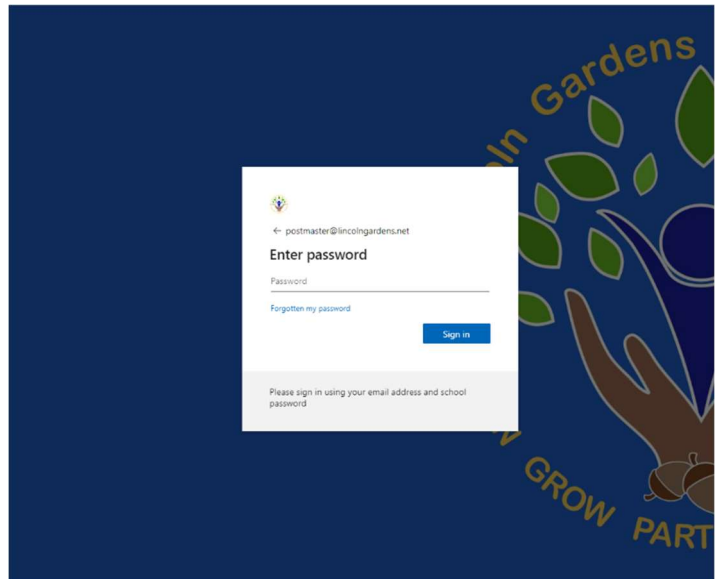 Gardens
← postmaster@lincolngardens.net
Enter password
Password
Forgotten my password
Sign in
Please sign in using your email address and school
password
GROW PART